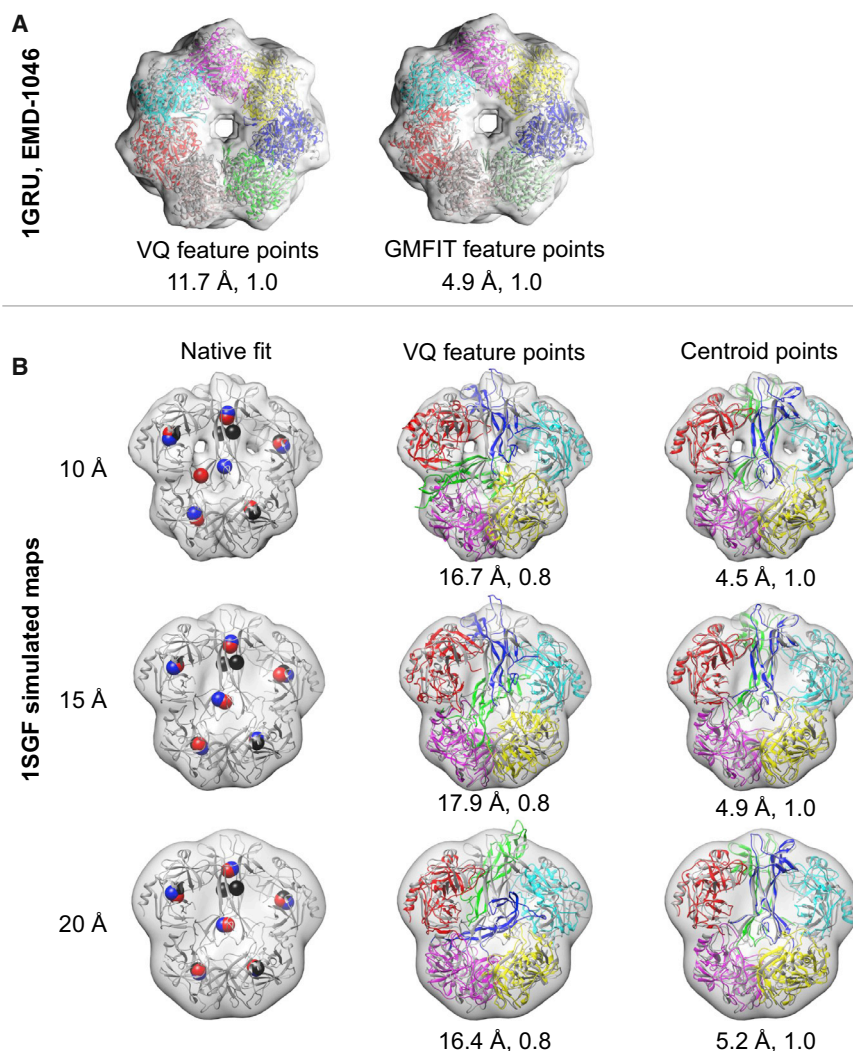 A
1GRU, EMD-1046
VQ feature points
11.7 Å, 1.0
GMFIT feature points
4.9 Å, 1.0
B
1SGF simulated maps
Native fit
VQ feature points
Centroid points
10 Å
16.7 Å, 0.8
4.5 Å, 1.0
15 Å
17.9 Å, 0.8
4.9 Å, 1.0
20 Å
16.4 Å, 0.8
5.2 Å, 1.0